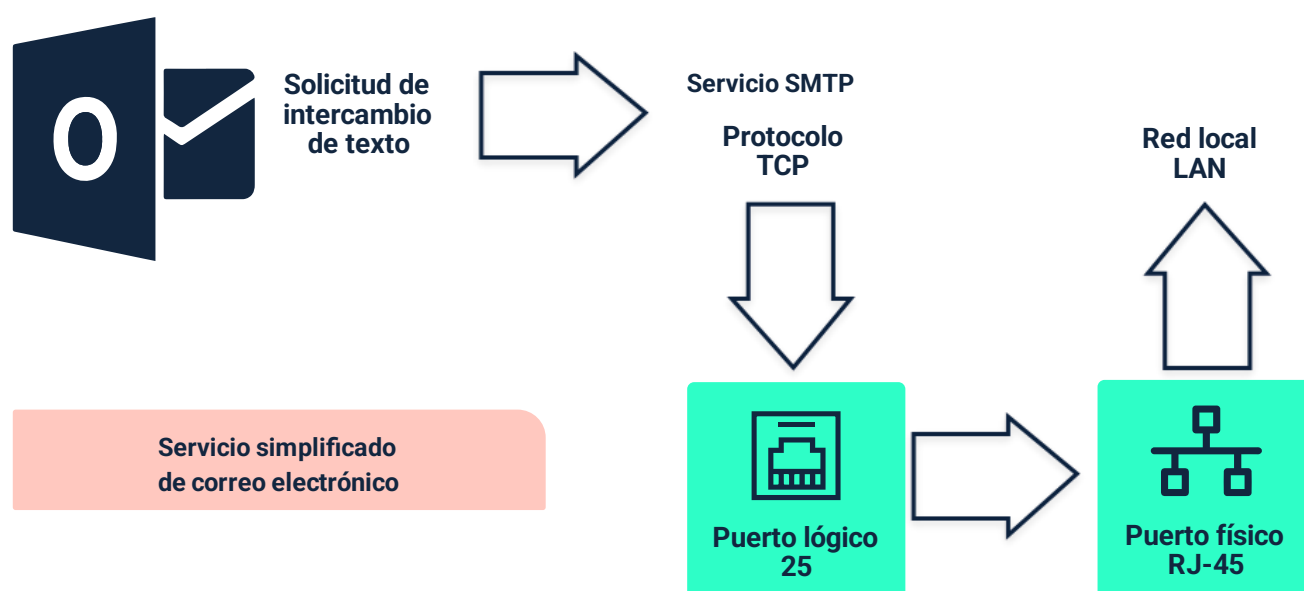 O
Solicitud de
intercambio
de texto
Servicio SMTP
Protocolo
TCP
Red local
LAN
Servicio simplificado
de correo electrónico
Puerto lógico
25
Puerto físico
RJ-45